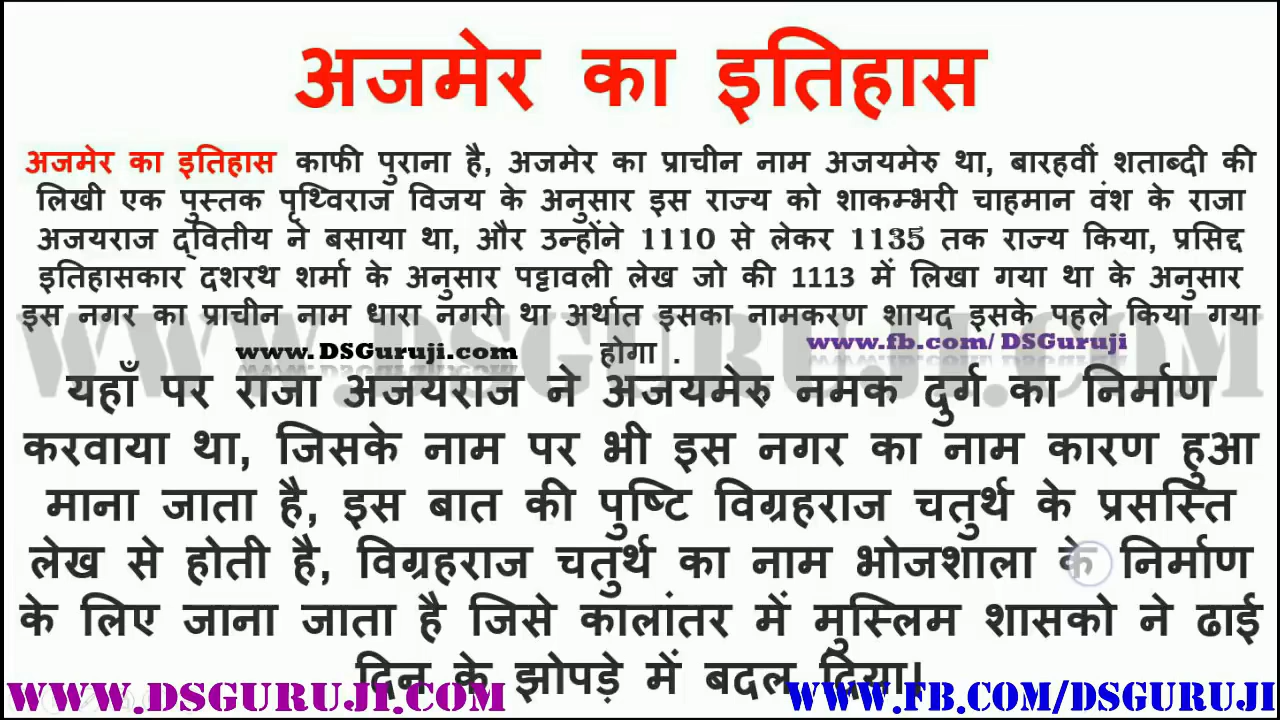 अजमेर का इतिहास
अजमेर का इतिहास काफी पुराना है, अजमेर का प्राचीन नाम अजयमेरु था, बारहवीं शताब्दी की
लिखी एक पुस्तक पृथ्विराज विजय के अनुसार इस राज्य को शाकम्भरी चाहमान वंश के राजा
अजयराज द्वितीय ने बसाया था, और उन्होंने 1110 से लेकर 1135 तक राज्य किया, प्रसिद्द
इतिहासकार दशरथ शर्मा के अनुसार पट्टावली लेख जो की 1113 में लिखा गया था के अनुसार
इस नगर का प्राचीन नाम धारा नगरी था अर्थात इसका नामकरण शायद इसके पहले किया गया
होगा .
WWW.DSGURUJI.COM
www.DSGuruji.com
www.fb.com/DSGuruji
यहाँ पर राजा अजयराज ने अजयमेरु नमक दुर्ग का निर्माण
करवाया था, जिसके नाम पर भी इस नगर का नाम कारण हुआ
माना जाता है, इस बात की पुष्टि विग्रहराज चतुर्थ के प्रसस्ति
लेख से होती है, विग्रहराज चतुर्थ का नाम भोजशाला के निर्माण
के लिए जाना जाता है जिसे कालांतर में मुस्लिम शासको ने ढाई
दिन के झोपड़े में बदल दिया।
WWW.DSGURUJI.COM
WWW.FB.COM/DSGURUJI